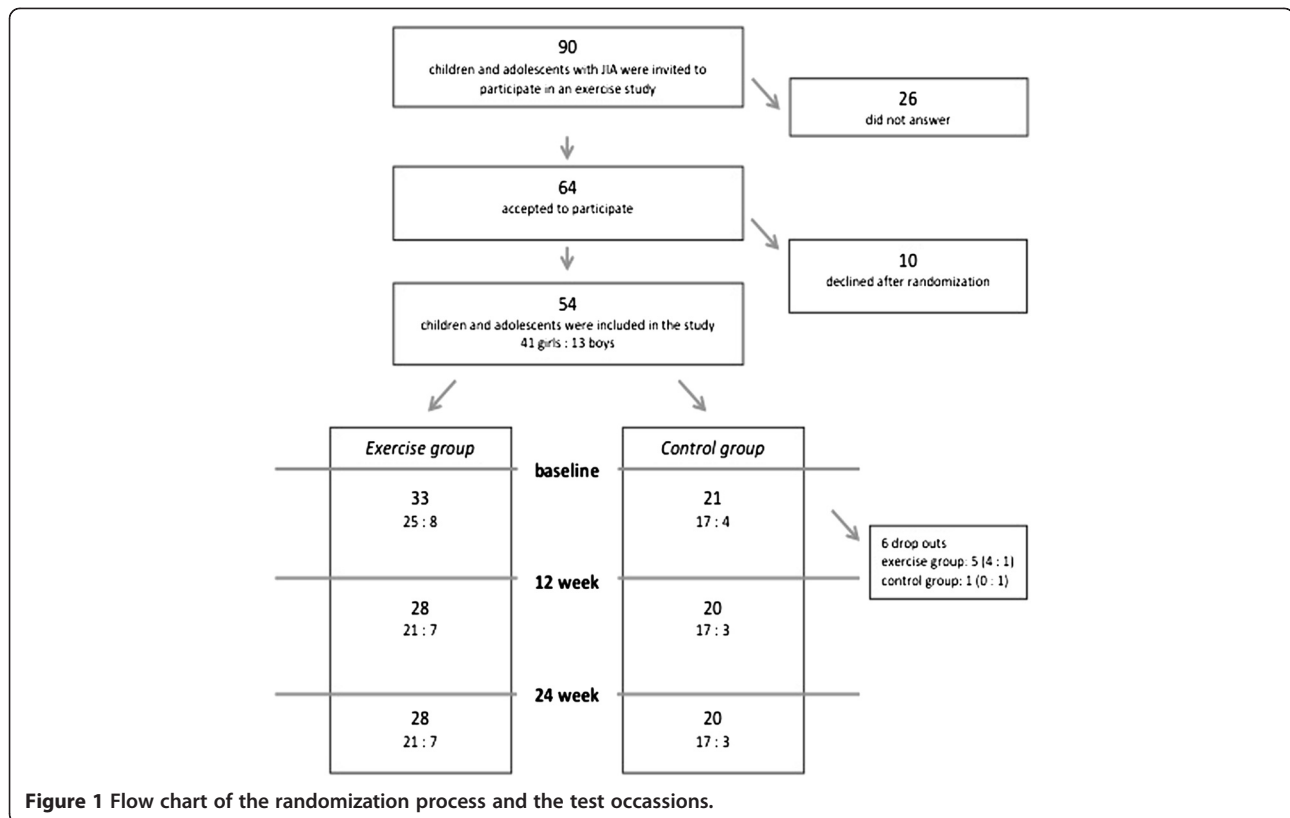 90
children and adolescents with JIA were invited to
participate in an exercise study
26
did not answer
64
accepted to participate
10
declined after randomization
54
children and adolescents were included in the study
41 girls : 13 boys
Exercise group
Control group
baseline
33
25 : 8
21
17 : 4
6 drop outs
exercise group: 5 (4 : 1)
control group: 1 (0 : 1)
12 week
28
21 : 7
20
17 : 3
24 week
28
21 : 7
20
17 : 3
Figure 1 Flow chart of the randomization process and the test occassions.